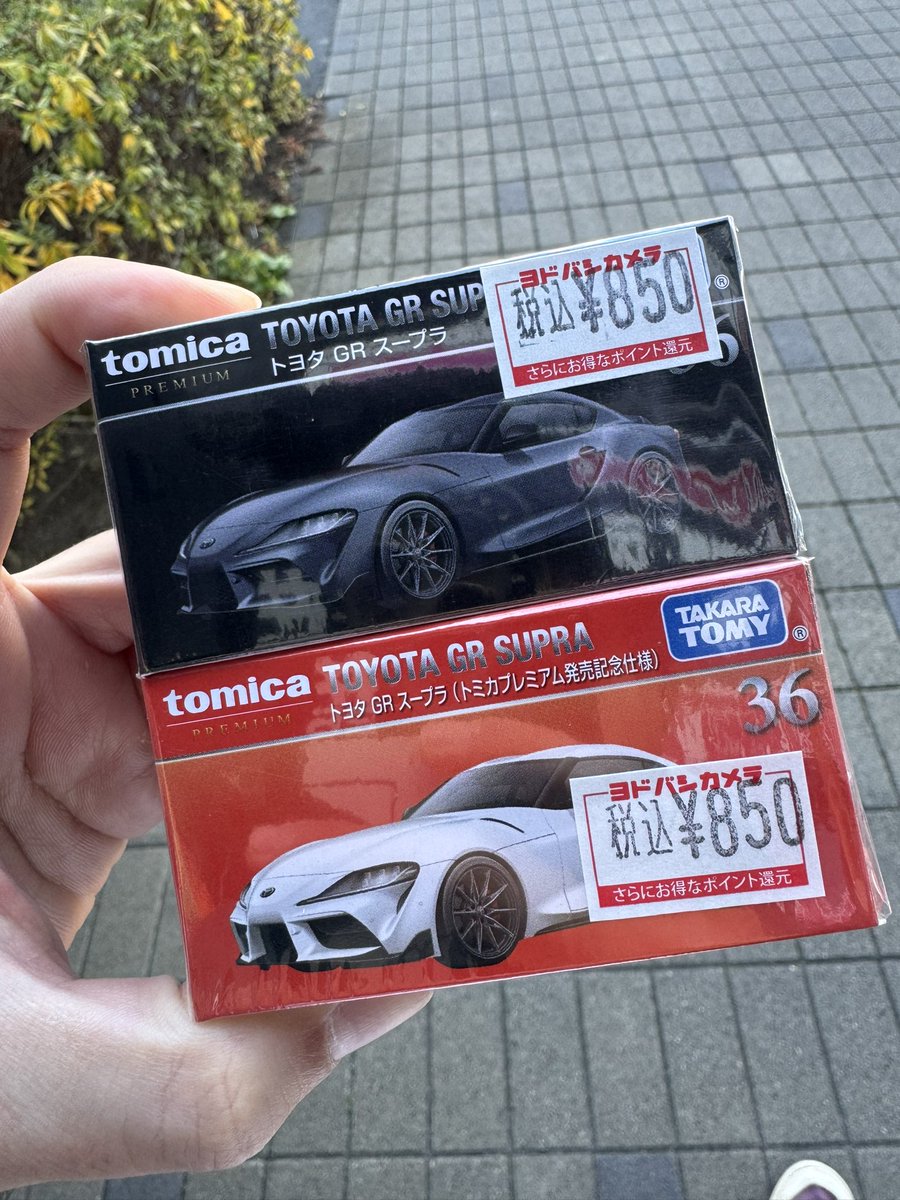 tomica
PREMIUM
TOYOTA GR SUP
トヨタ GR スープラ
ヨドバシカメラ
税込¥850
さらにお得なポイント還元
®
36
tomica
PREMIUM
TOYOTA GR SUPRA
トヨタ GR スープラ (トミカプレミアム発売記念仕様)
TAKARA
TOMY
®
36
ヨドバシカメラ
税込¥850
さらにお得なポイント還元